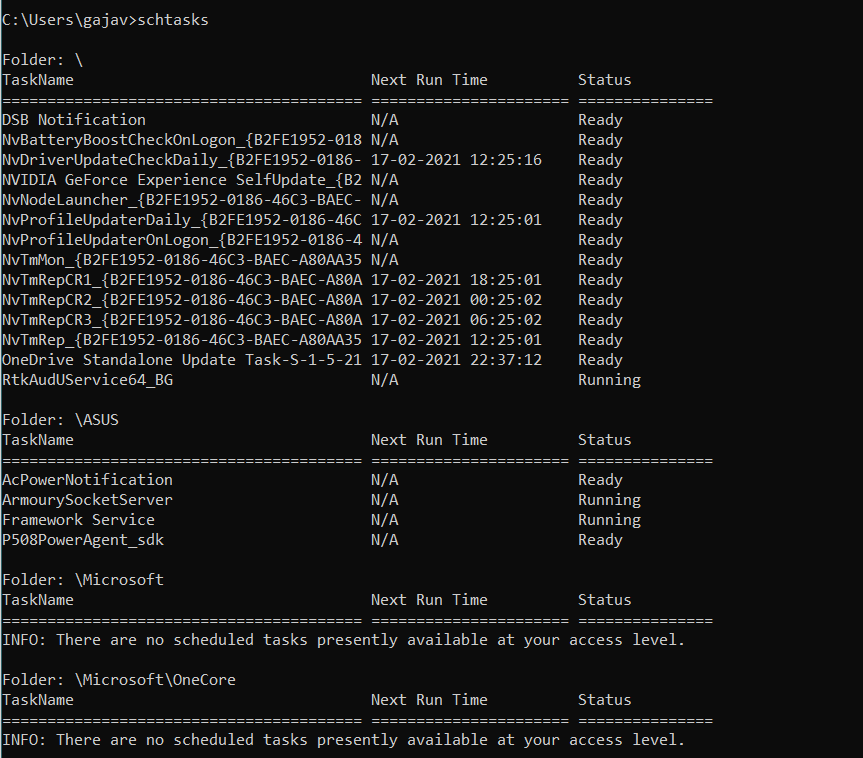 C:\Users\gajav>schtasks
Folder: \
TaskName Next Run Time Status
======================================== ====================== ===============
DSB Notification N/A Ready
NvBatteryBoostCheckOnLogon_{B2FE1952-018 N/A Ready
NvDriverUpdateCheckDaily_{B2FE1952-0186- 17-02-2021 12:25:16 Ready
NVIDIA GeForce Experience SelfUpdate_{B2 N/A Ready
NvNodeLauncher_{B2FE1952-0186-46C3-BAEC- N/A Ready
NvProfileUpdaterDaily_{B2FE1952-0186-46C 17-02-2021 12:25:01 Ready
NvProfileUpdaterOnLogon_{B2FE1952-0186-4 N/A Ready
NvTmMon_{B2FE1952-0186-46C3-BAEC-A80AA35 N/A Ready
NvTmRepCR1_{B2FE1952-0186-46C3-BAEC-A80A 17-02-2021 18:25:01 Ready
NvTmRepCR2_{B2FE1952-0186-46C3-BAEC-A80A 17-02-2021 00:25:02 Ready
NvTmRepCR3_{B2FE1952-0186-46C3-BAEC-A80A 17-02-2021 06:25:02 Ready
NvTmRep_{B2FE1952-0186-46C3-BAEC-A80AA35 17-02-2021 12:25:01 Ready
OneDrive Standalone Update Task-S-1-5-21 17-02-2021 22:37:12 Ready
RtkAudUService64_BG N/A Running
Folder: \ASUS
TaskName Next Run Time Status
======================================== ====================== ===============
AcPowerNotification N/A Ready
ArmourySocketServer N/A Running
Framework Service N/A Running
P508PowerAgent_sdk N/A Ready
Folder: \Microsoft
TaskName Next Run Time Status
======================================== ====================== ===============
INFO: There are no scheduled tasks presently available at your access level.
Folder: \Microsoft\OneCore
TaskName Next Run Time Status
======================================== ====================== ===============
INFO: There are no scheduled tasks presently available at your access level.